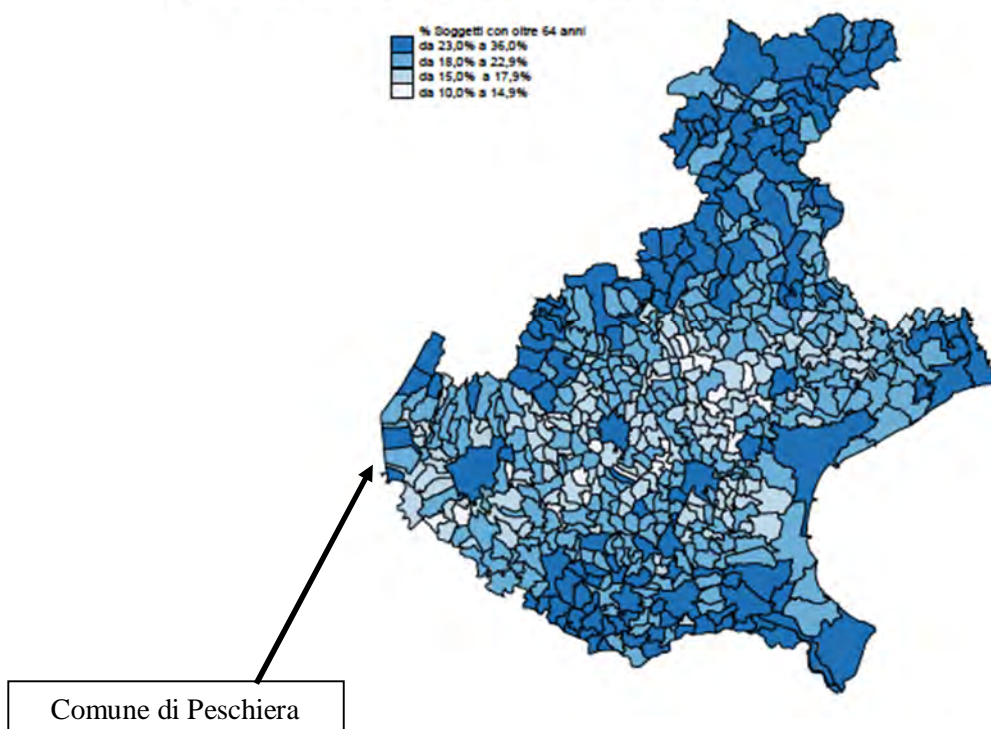 % Soggetti con oltre 64 anni
da 23,0% a 36,0%
da 18,0% a 22,9%
da 15,0% a 17,9%
da 10,0% a 14,9%
Comune di Peschiera